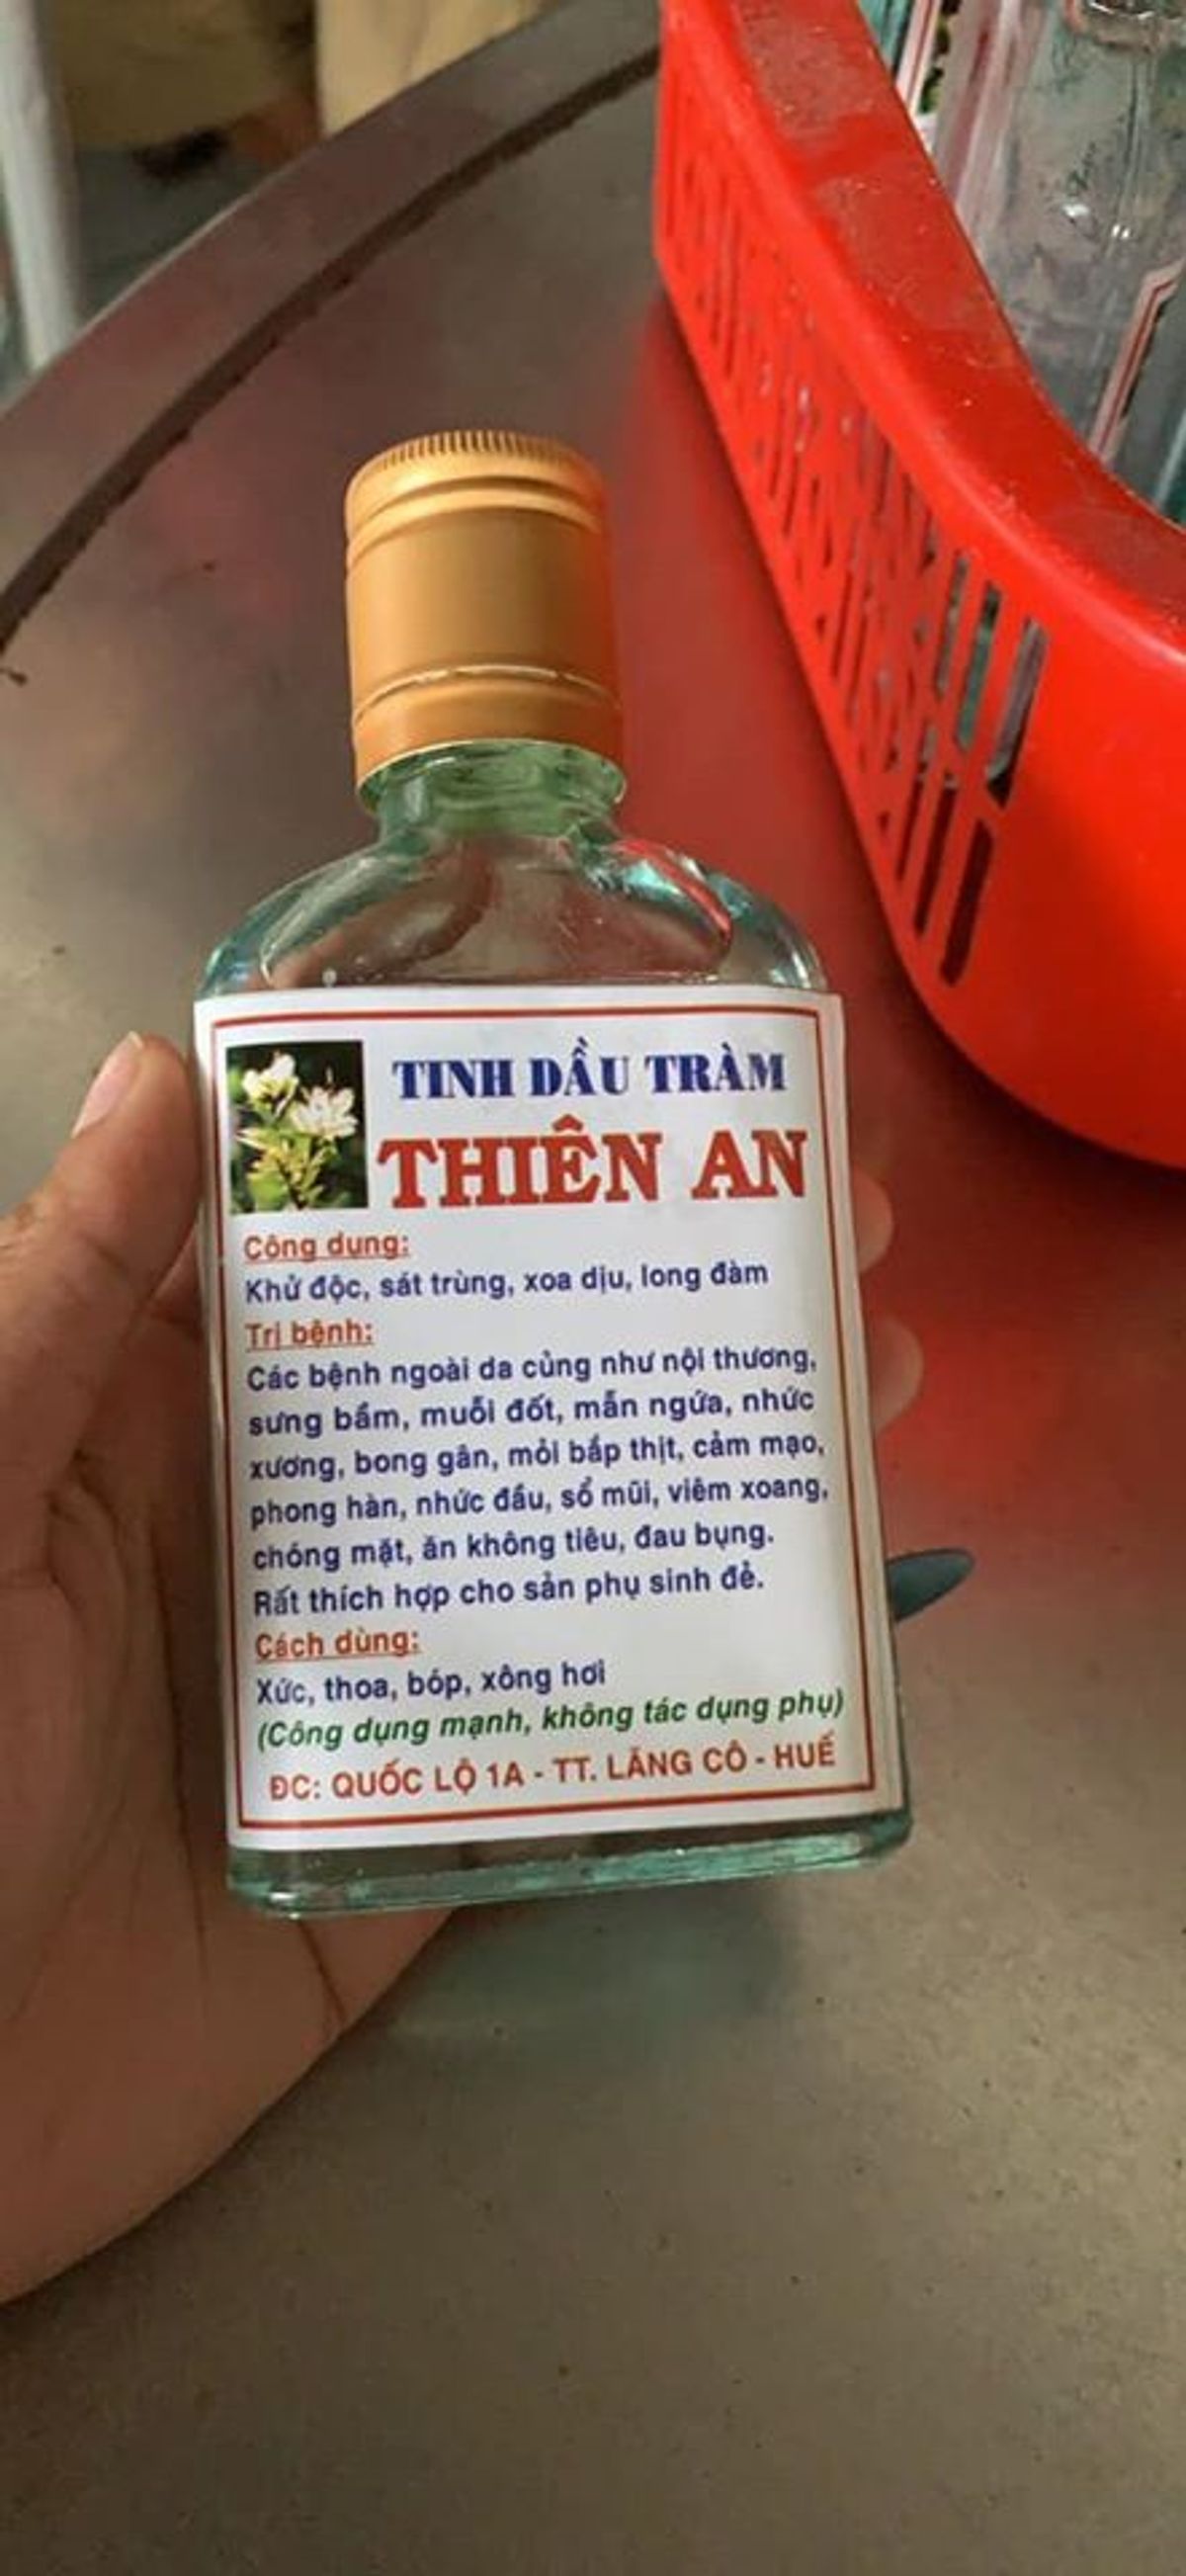 TINH DẦU TRÀM
THIÊN AN
Công dụng:
Khử độc, sát trùng, xoa dịu, long đàm
Trị bệnh:
Các bệnh ngoài da củng như nội thương,
sưng bầm, muỗi đốt, mẫn ngứa, nhức
xương, bong gân, mỏi bắp thịt, cảm mạo,
phong hàn, nhức đầu, sổ mũi, viêm xoang,
chóng mặt, ăn không tiêu, đau bụng.
Rất thích hợp cho sản phụ sinh đẻ.
Cách dùng:
Xức, thoa, bóp, xông hơi
(Công dụng mạnh, không tác dụng phụ)
ĐC: QUỐC LỘ 1A - TT. LĂNG CÔ - HUẾ